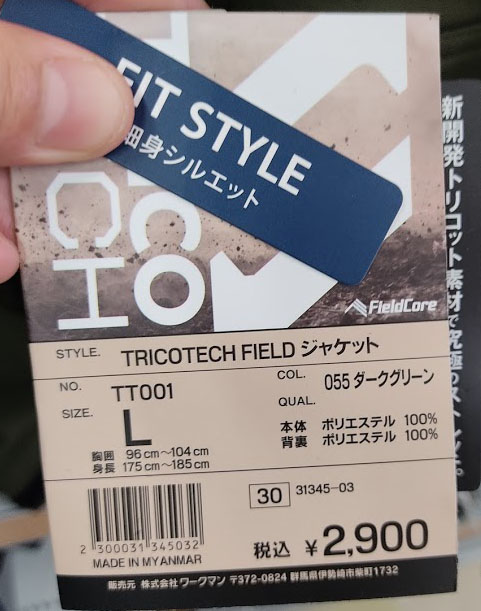 FIT STYLE
細身シルエット
TRICO
CH
FieldCore
新開発トリコット素材で究極のストレッチ。
STYLE. TRICOTECH FIELD ジャケット
NO. TT001
COL. 055 ダークグリーン
SIZE. L
QUAL.
本体 ポリエステル 100%
背裏 ポリエステル 100%
胸囲 96cm～104cm
身長 175cm～185cm
30 31345-03
2 300031 345032
MADE IN MYANMAR
税込 ¥2,900
販売元 株式会社 ワークマン 〒372-0824 群馬県伊勢崎市柴町1732